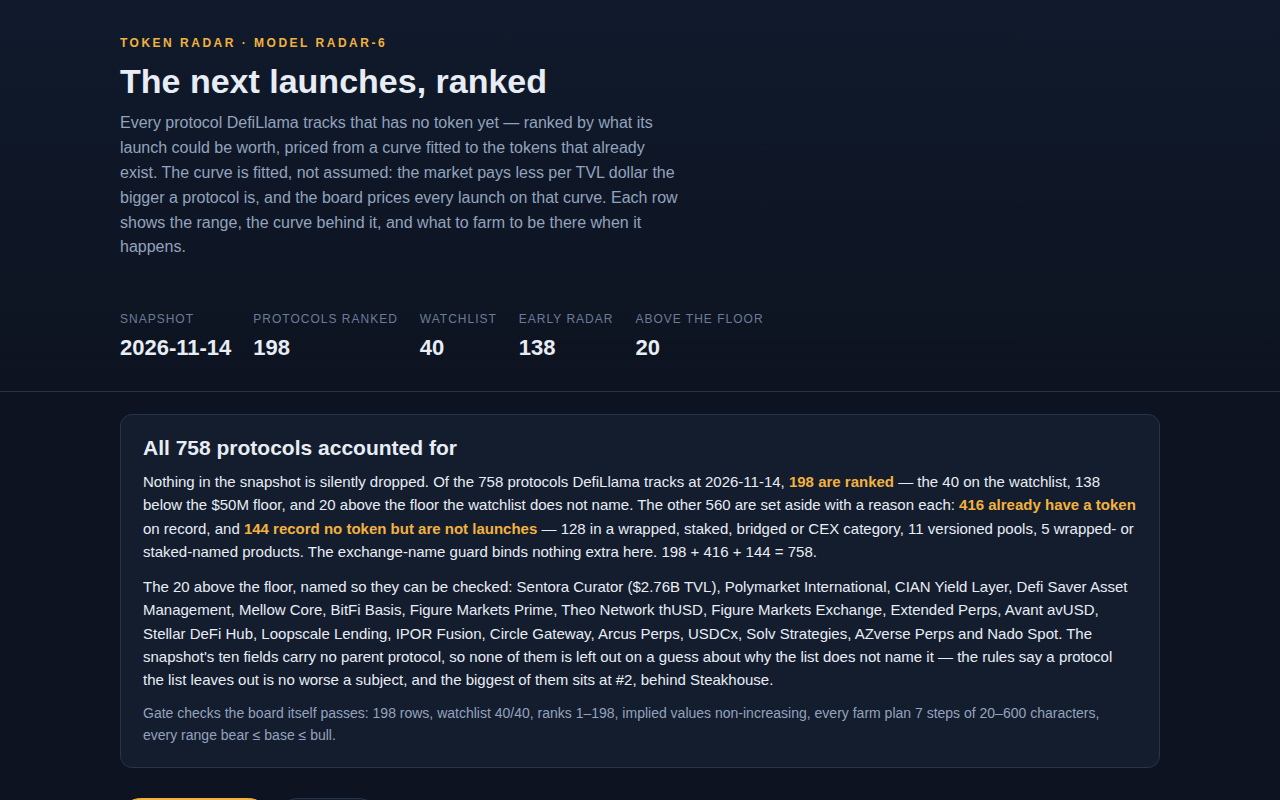 TOKEN RADAR · MODEL RADAR-6
The next launches, ranked
Every protocol DefiLlama tracks that has no token yet — ranked by what its
launch could be worth, priced from a curve fitted to the tokens that already
exist. The curve is fitted, not assumed: the market pays less per TVL dollar the
bigger a protocol is, and the board prices every launch on that curve. Each row
shows the range, the curve behind it, and what to farm to be there when it
happens.
SNAPSHOT PROTOCOLS RANKED WATCHLIST EARLY RADAR ABOVE THE FLOOR
2026-11-14 198 40 138 20
All 758 protocols accounted for
Nothing in the snapshot is silently dropped. Of the 758 protocols DefiLlama tracks at 2026-11-14, 198 are ranked — the 40 on the watchlist, 138
below the $50M floor, and 20 above the floor the watchlist does not name. The other 560 are set aside with a reason each: 416 already have a token
on record, and 144 record no token but are not launches — 128 in a wrapped, staked, bridged or CEX category, 11 versioned pools, 5 wrapped- or
staked-named products. The exchange-name guard binds nothing extra here. 198 + 416 + 144 = 758.
The 20 above the floor, named so they can be checked: Sentora Curator ($2.76B TVL), Polymarket International, CIAN Yield Layer, Defi Saver Asset
Management, Mellow Core, BitFi Basis, Figure Markets Prime, Theo Network thUSD, Figure Markets Exchange, Extended Perps, Avant avUSD,
Stellar DeFi Hub, Loopscale Lending, IPOR Fusion, Circle Gateway, Arcus Perps, USDCx, Solv Strategies, AZverse Perps and Nado Spot. The
snapshot's ten fields carry no parent protocol, so none of them is left out on a guess about why the list does not name it — the rules say a protocol
the list leaves out is no worse a subject, and the biggest of them sits at #2, behind Steakhouse.
Gate checks the board itself passes: 198 rows, watchlist 40/40, ranks 1–198, implied values non-increasing, every farm plan 7 steps of 20–600 characters,
every range bear ≤ base ≤ bull.